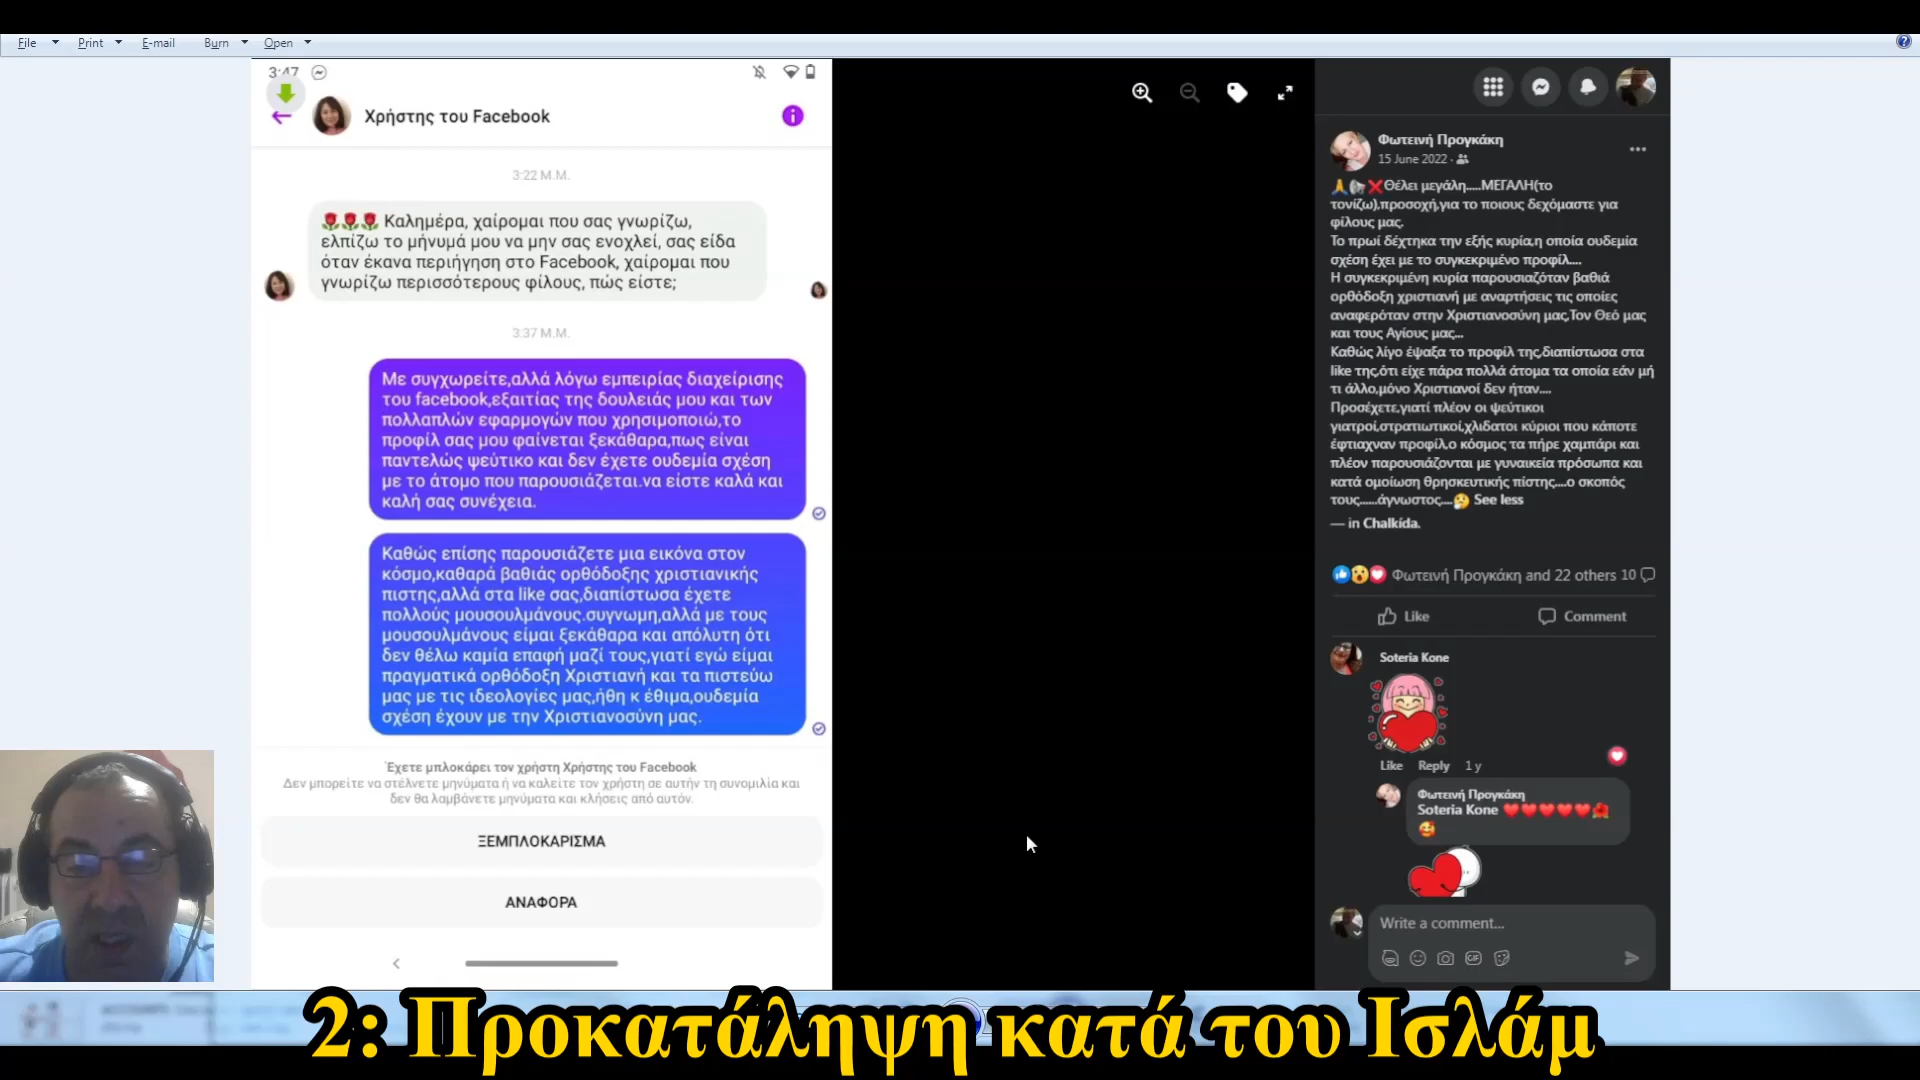 File Print E-mail Burn Open
3:47
Χρήστης του Facebook
3:22 Μ.Μ.
🌹🌹🌹 Καλημέρα, χαίρομαι που σας γνωρίζω,
ελπίζω το μήνυμά μου να μην σας ενοχλεί, σας είδα
όταν έκανα περιήγηση στο Facebook, χαίρομαι που
γνωρίζω περισσότερους φίλους, πώς είστε;
3:37 Μ.Μ.
Με συγχωρείτε,αλλά λόγω εμπειρίας διαχείρισης
του facebook,εξαιτίας της δουλειάς μου και των
πολλαπλών εφαρμογών που χρησιμοποιώ,το
προφίλ σας μου φαίνεται ξεκάθαρα,πως είναι
παντελώς ψεύτικο και δεν έχετε ουδεμία σχέση
με το άτομο που παρουσιάζεται.να είστε καλά και
καλή σας συνέχεια.
Καθώς επίσης παρουσιάζετε μια εικόνα στον
κόσμο,καθαρά βαθιάς ορθόδοξης χριστιανικής
πιστης,αλλά στα like σας,διαπίστωσα έχετε
πολλούς μουσουλμάνους.συγνωμη,αλλά με τους
μουσουλμάνους είμαι ξεκάθαρα και απόλυτη ότι
δεν θέλω καμία επαφή μαζί τους,γιατί εγώ είμαι
πραγματικά ορθόδοξη Χριστιανή και τα πιστεύω
μας με τις ιδεολογίες μας,ήθη κ έθιμα,ουδεμία
σχέση έχουν με την Χριστιανοσύνη μας.
Έχετε μπλοκάρει τον χρήστη Χρήστης του Facebook
Δεν μπορείτε να στέλνετε μηνύματα ή να καλείτε τον χρήστη σε αυτήν τη συνομιλία και
δεν θα λαμβάνετε μηνύματα και κλήσεις από αυτόν.
ΞΕΜΠΛΟΚΑΡΙΣΜΑ
ΑΝΑΦΟΡΑ
Φωτεινή Προγκάκη
15 June 2022 ·
🙏📢❌Θέλει μεγάλη.....ΜΕΓΑΛΗ(το
τονίζω),προσοχή,για το ποιους δεχόμαστε για
φίλους μας.
Το πρωί δέχτηκα την εξής κυρία,η οποία ουδεμία
σχέση έχει με το συγκεκριμένο προφίλ....
Η συγκεκριμένη κυρία παρουσιαζόταν βαθιά
ορθόδοξη χριστιανή με αναρτήσεις τις οποίες
αναφερόταν στην Χριστιανοσύνη μας,Τον Θεό μας
και τους Αγίους μας...
Καθώς λίγο έψαξα το προφίλ της,διαπίστωσα στα
like της,ότι είχε πάρα πολλά άτομα τα οποία εάν μή
τι άλλο,μόνο Χριστιανοί δεν ήταν....
Προσέχετε,γιατί πλέον οι ψεύτικοι
γιατροί,στρατιωτικοί,χλιδατοι κύριοι που κάποτε
έφτιαχναν προφίλ,ο κόσμος τα πήρε χαμπάρι και
πλέον παρουσιάζονται με γυναικεία πρόσωπα και
κατά ομοίωση θρησκευτικής πίστης....ο σκοπός
τους......άγνωστος....🤔 See less
— in Chalkída.
Φωτεινή Προγκάκη and 22 others 10
Like Comment
Soteria Kone
Like Reply 1 y
Φωτεινή Προγκάκη
Soteria Kone ❤️❤️❤️❤️❤️🌺
🥰
Write a comment...
GIF
2: Προκατάληψη κατά του Ισλάμ